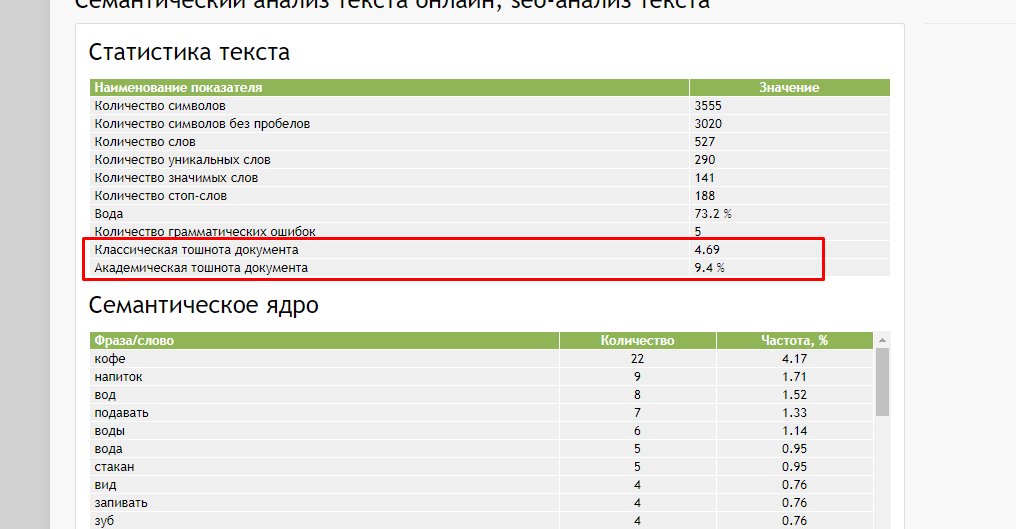 Семантический анализ текста онлайн, seo-анализ текста
Статистика текста
Наименование показателя Значение
Количество символов 3555
Количество символов без пробелов 3020
Количество слов 527
Количество уникальных слов 290
Количество значимых слов 141
Количество стоп-слов 188
Вода 73.2 %
Количество грамматических ошибок 5
Классическая тошнота документа 4.69
Академическая тошнота документа 9.4 %
Семантическое ядро
Фраза/слово Количество Частота, %
кофе 22 4.17
напиток 9 1.71
вод 8 1.52
подавать 7 1.33
воды 6 1.14
вода 5 0.95
стакан 5 0.95
вид 4 0.76
запивать 4 0.76
зуб 4 0.76